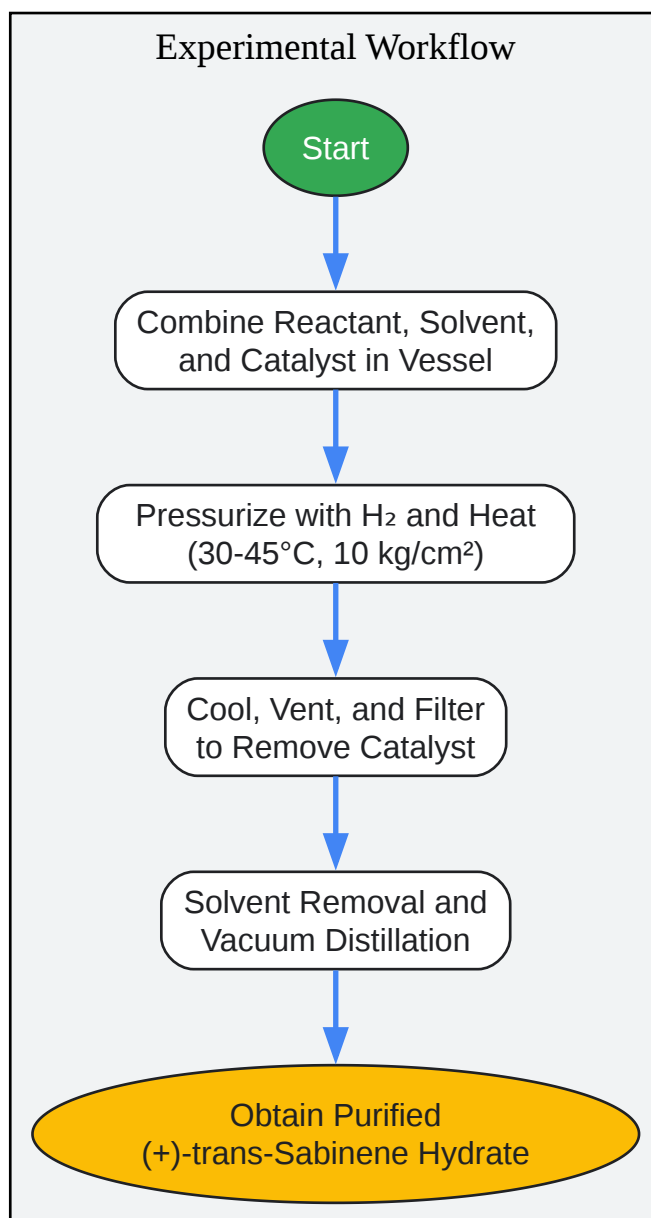 Experimental Workflow
Start
Combine Reactant, Solvent,
and Catalyst in Vessel
Pressurize with H₂ and Heat
(30-45°C, 10 kg/cm²)
Cool, Vent, and Filter
to Remove Catalyst
Solvent Removal and
Vacuum Distillation
Obtain Purified
(+)-trans-Sabinene Hydrate